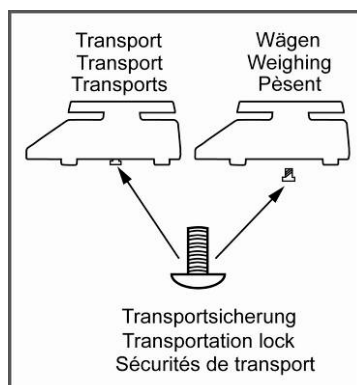 Transport
Transport
Transports
Wägen
Weighing
Pèsent
Transportsicherung
Transportation lock
Sécurités de transport